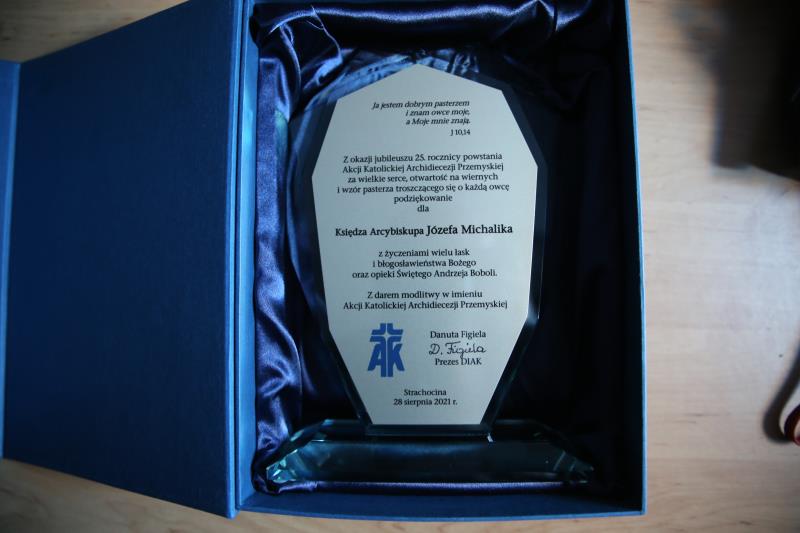 Ja jestem dobrym pasterzem
i znam owce moje,
a Moje mnie znają.
J 10,14
Z okazji jubileuszu 25. rocznicy powstania
Akcji Katolickiej Archidiecezji Przemyskiej
za wielkie serce, otwartość na wiernych
i wzór pasterza troszczącego się o każdą owcę
podziękowanie
dla
Księdza Arcybiskupa Józefa Michalika
z życzeniami wielu łask
i błogosławieństwa Bożego
oraz opieki Świętego Andrzeja Boboli.
Z darem modlitwy w imieniu
Akcji Katolickiej Archidiecezji Przemyskiej
AK
Danuta Figiela
D. Figiela
Prezes DIAK
Strachocina
28 sierpnia 2021 r.